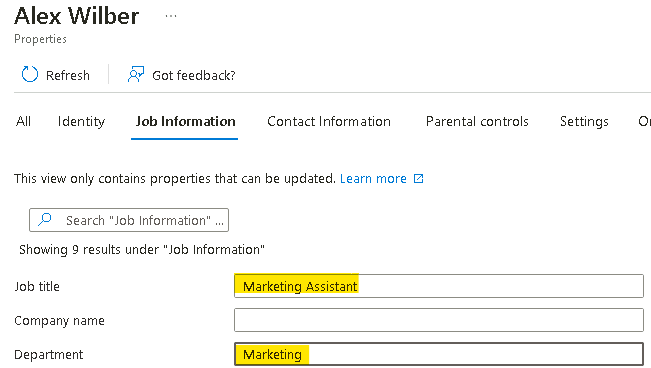 Alex Wilber ...
Properties
Refresh Got feedback?
All Identity Job Information Contact Information Parental controls Settings
This view only contains properties that can be updated. Learn more
Search "Job Information" ...
Showing 9 results under "Job Information"
Job title Marketing Assistant
Company name
Department Marketing